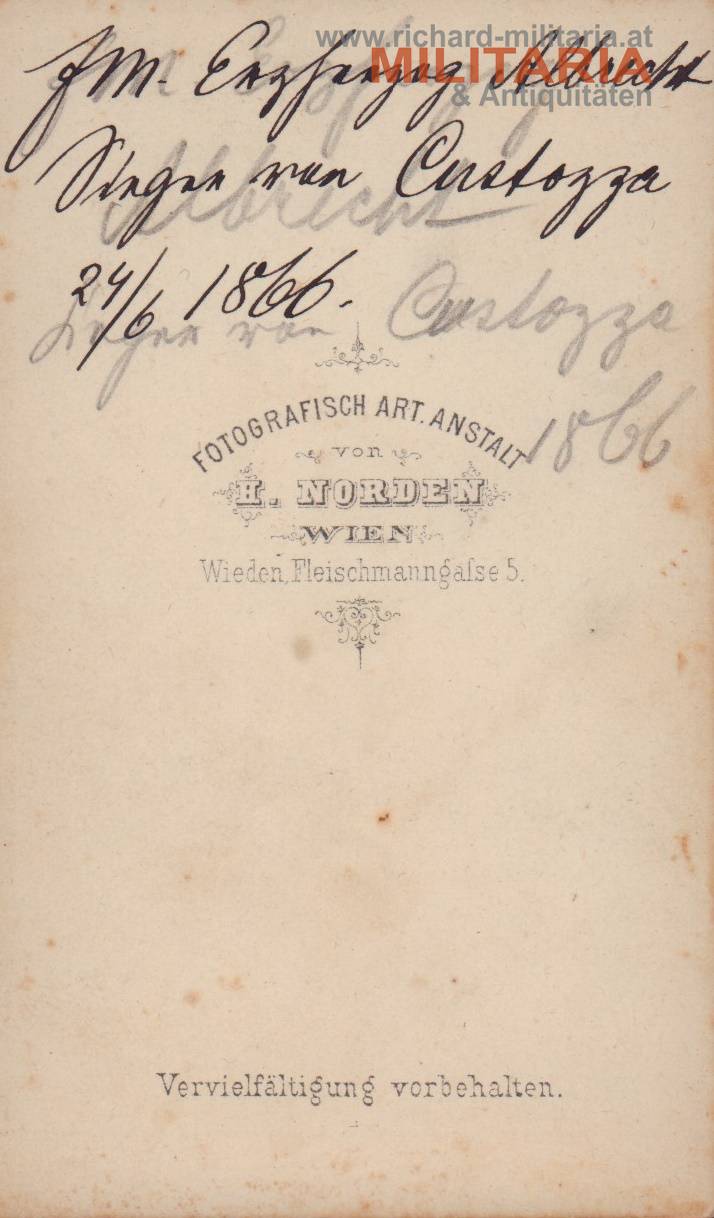 www.richard-militaria.at
MILITARIA
& Antiquitäten
FM. Erzherzog Albrecht
Sieger von Custozza
24/6 1866.
Albrecht
Sieger von Custozza
1866
FOTOGRAFISCH ART. ANSTALT
von
H. NORDEN
WIEN
Wieden, Fleischmanngaſse 5.
Vervielfältigung vorbehalten.